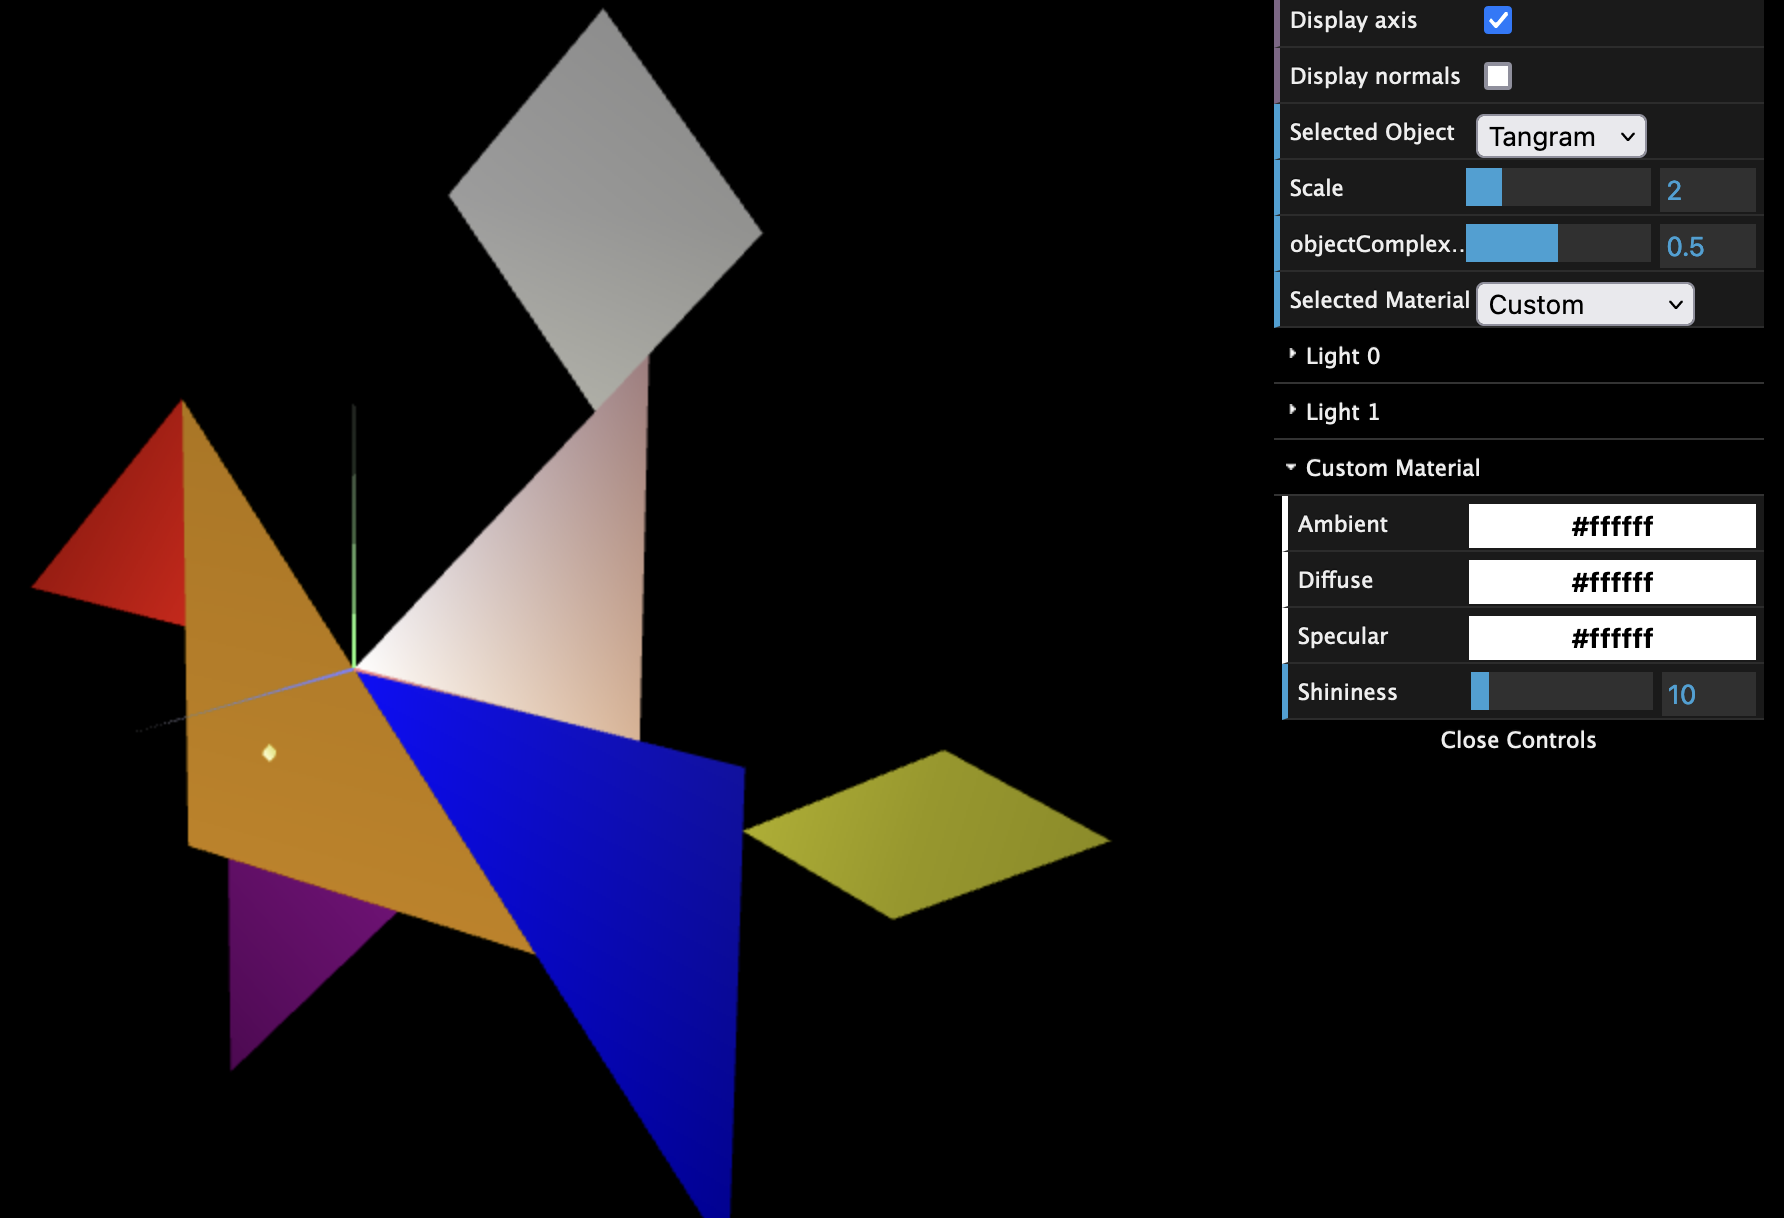 Display axis
Display normals
Selected Object Tangram
Scale 2
objectComplex.. 0.5
Selected Material Custom
Light 0
Light 1
Custom Material
Ambient #ffffff
Diffuse #ffffff
Specular #ffffff
Shininess 10
Close Controls